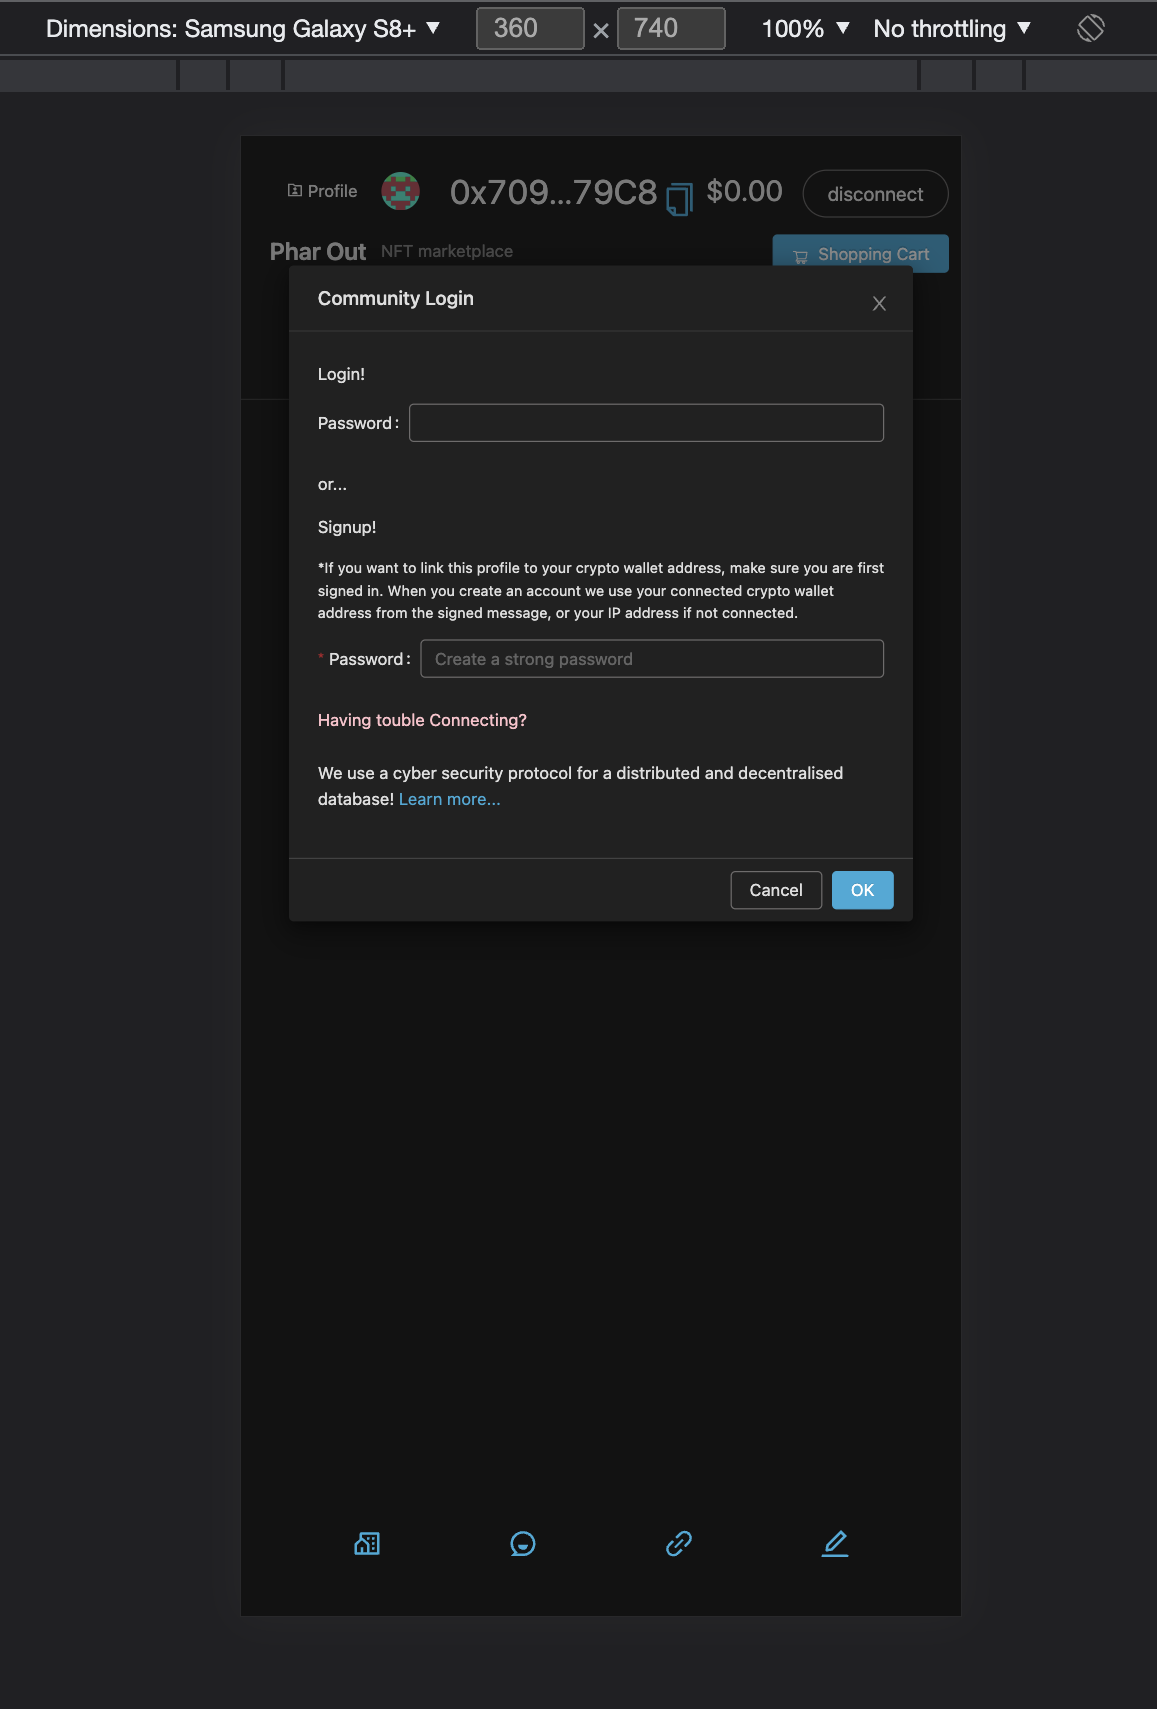 Dimensions: Samsung Galaxy S8+ ▼ 360 × 740 100% ▼ No throttling ▼
Profile 0x709...79C8 $0.00 disconnect
Phar Out NFT marketplace Shopping Cart
Community Login
Login!
Password:
or...
Signup!
*If you want to link this profile to your crypto wallet address, make sure you are first
signed in. When you create an account we use your connected crypto wallet
address from the signed message, or your IP address if not connected.
* Password: Create a strong password
Having touble Connecting?
We use a cyber security protocol for a distributed and decentralised
database! Learn more...
Cancel OK